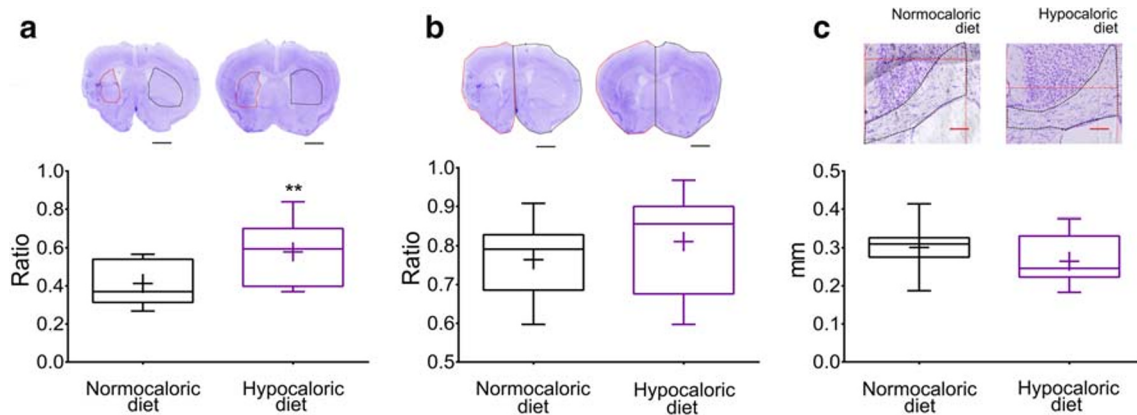 a
b
c
Normocaloric
diet
Hypocaloric
diet
Ratio
1.0
0.8
0.6
0.4
0.2
0.0
**
Normocaloric
diet
Hypocaloric
diet
Ratio
1.0
0.9
0.8
0.7
0.6
0.5
Normocaloric
diet
Hypocaloric
diet
mm
0.5
0.4
0.3
0.2
0.1
0.0
Normocaloric
diet
Hypocaloric
diet